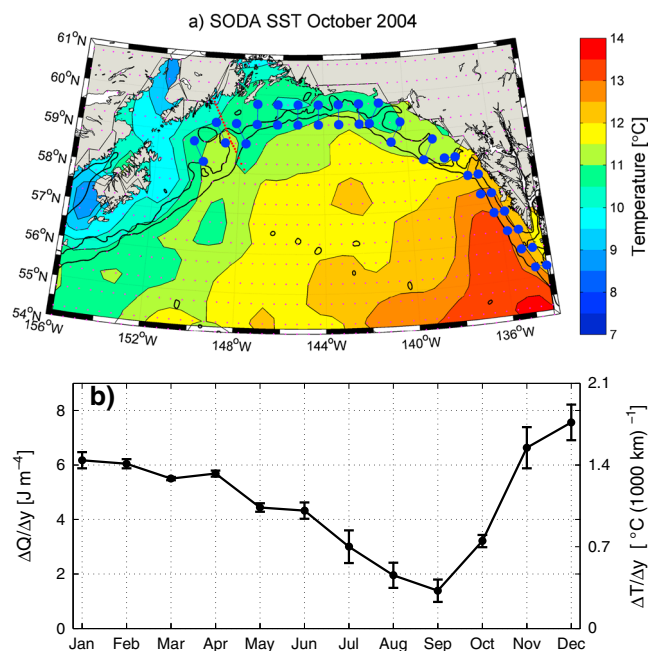 a) SODA SST October 2004
61°N
60°N
59°N
58°N
57°N
56°N
55°N
54°N
156°W
152°W
148°W
144°W
140°W
136°W
14
13
12
11
10
9
8
7
Temperature [°C]
b)
8
6
4
2
0
ΔQ/Δy [J m⁻⁴]
2.1
1.4
0.7
0
ΔT/Δy [ °C (1000 km) ⁻¹]
Jan Feb Mar Apr May Jun Jul Aug Sep Oct Nov Dec